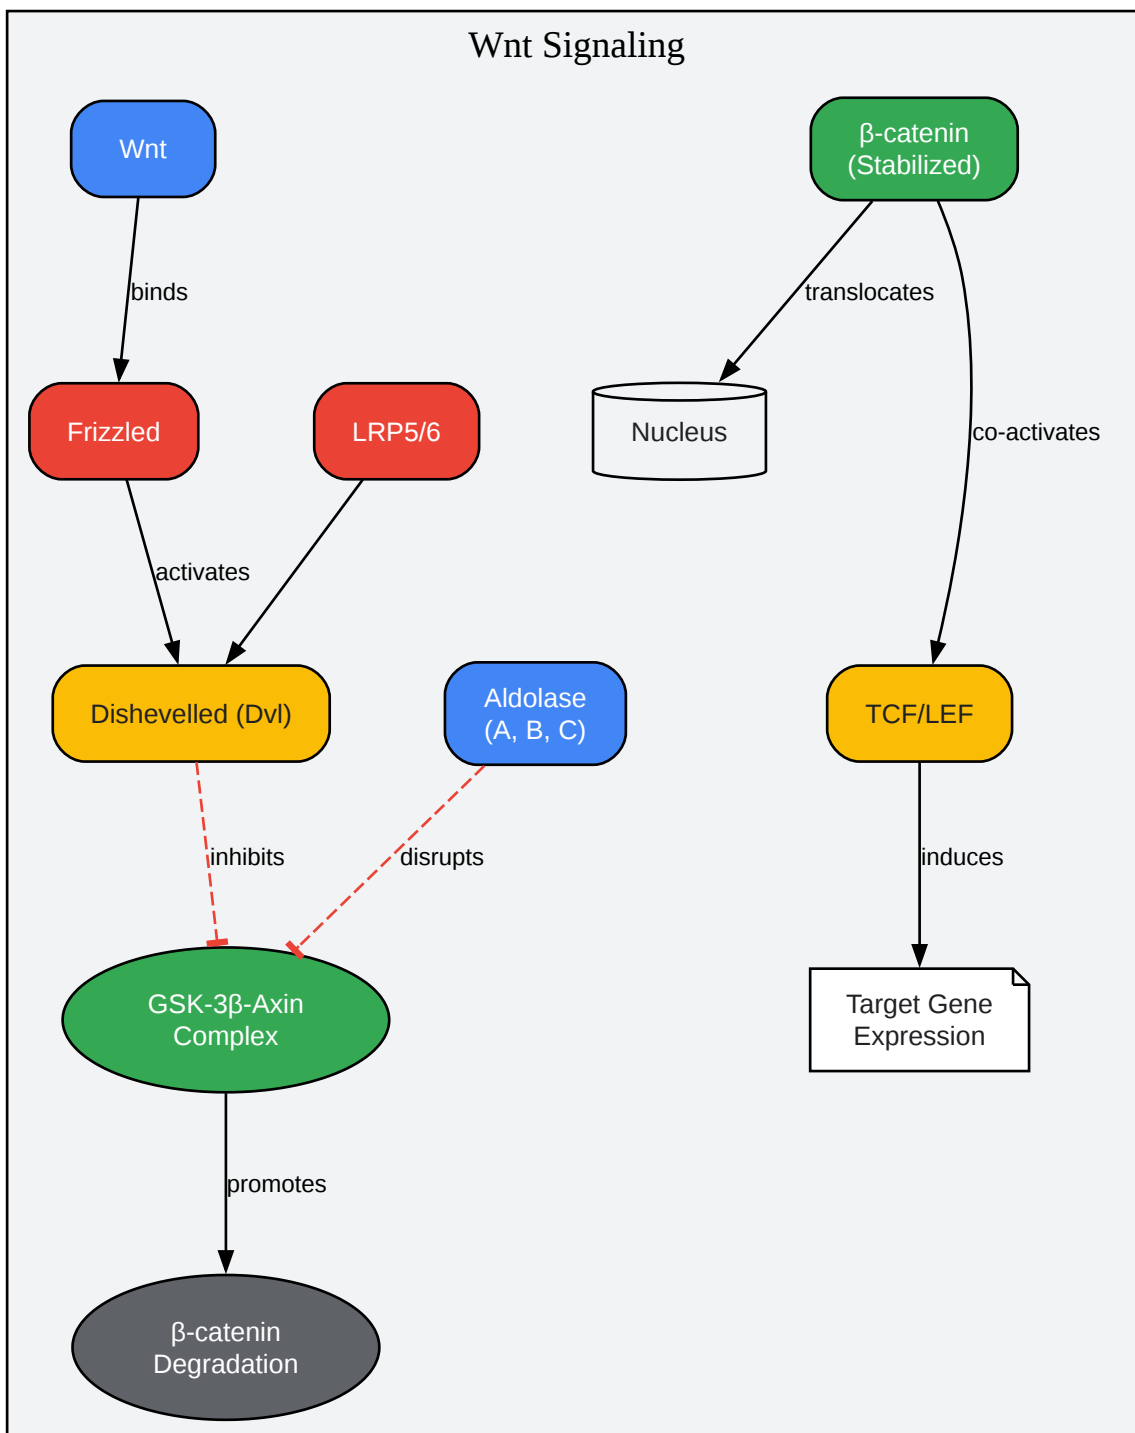 Wnt Signaling
Wnt
β-catenin
(Stabilized)
binds
translocates
Frizzled
LRP5/6
Nucleus
co-activates
activates
Dishevelled (Dvl)
Aldolase
(A, B, C)
TCF/LEF
inhibits
disrupts
induces
GSK-3β-Axin
Complex
Target Gene
Expression
promotes
β-catenin
Degradation